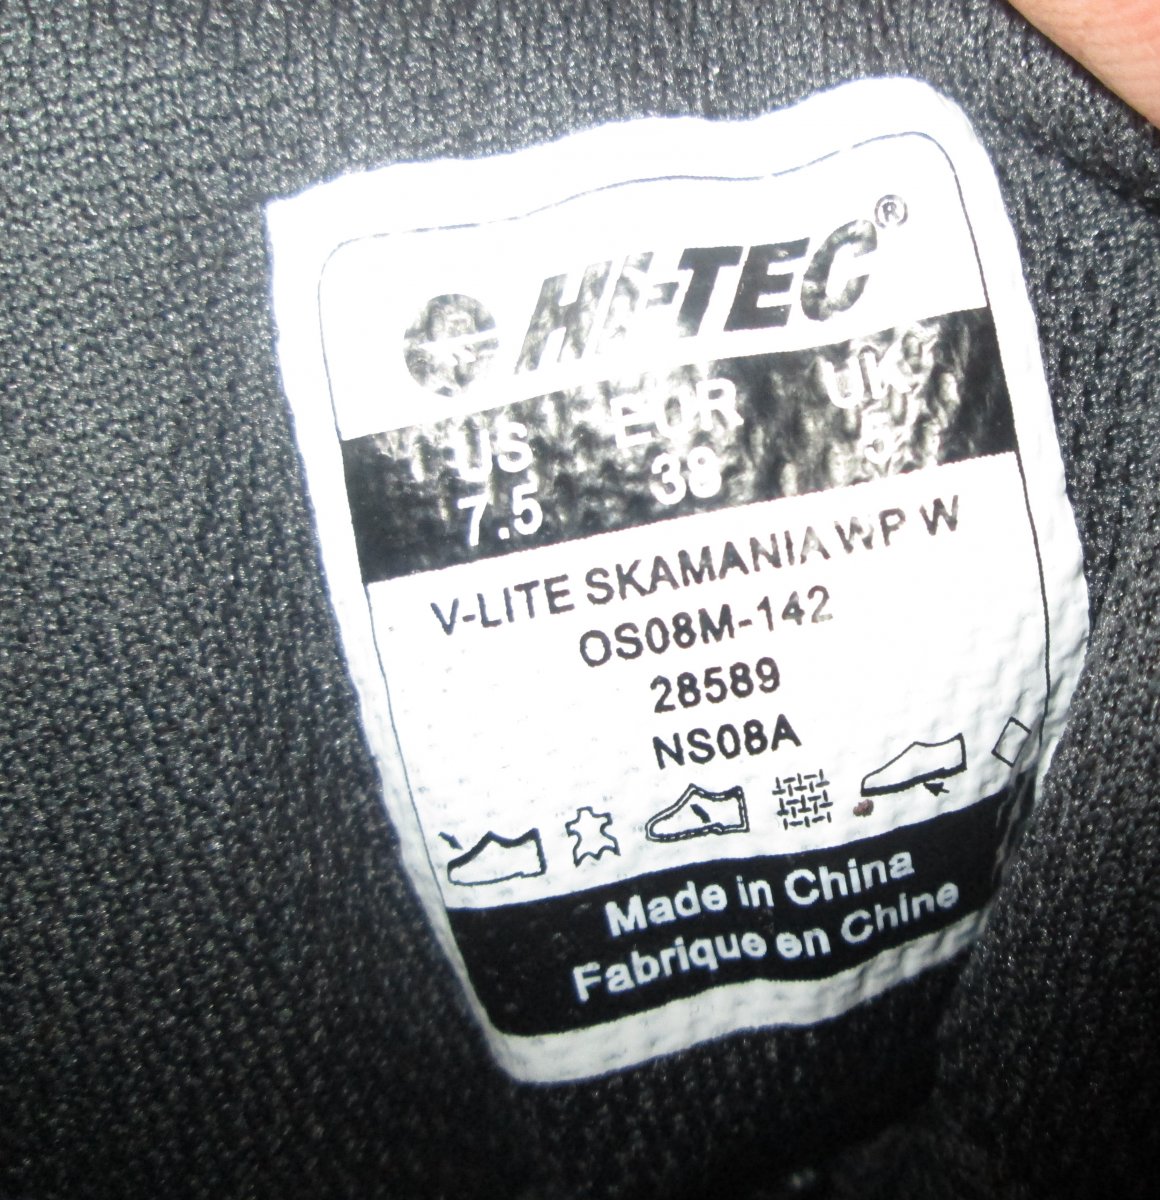 HI-TEC®
US EUR UK
7.5 38 5
V-LITE SKAMANIA WP W
OS08M-142
28589
NS08A
Made in China
Fabrique en Chine